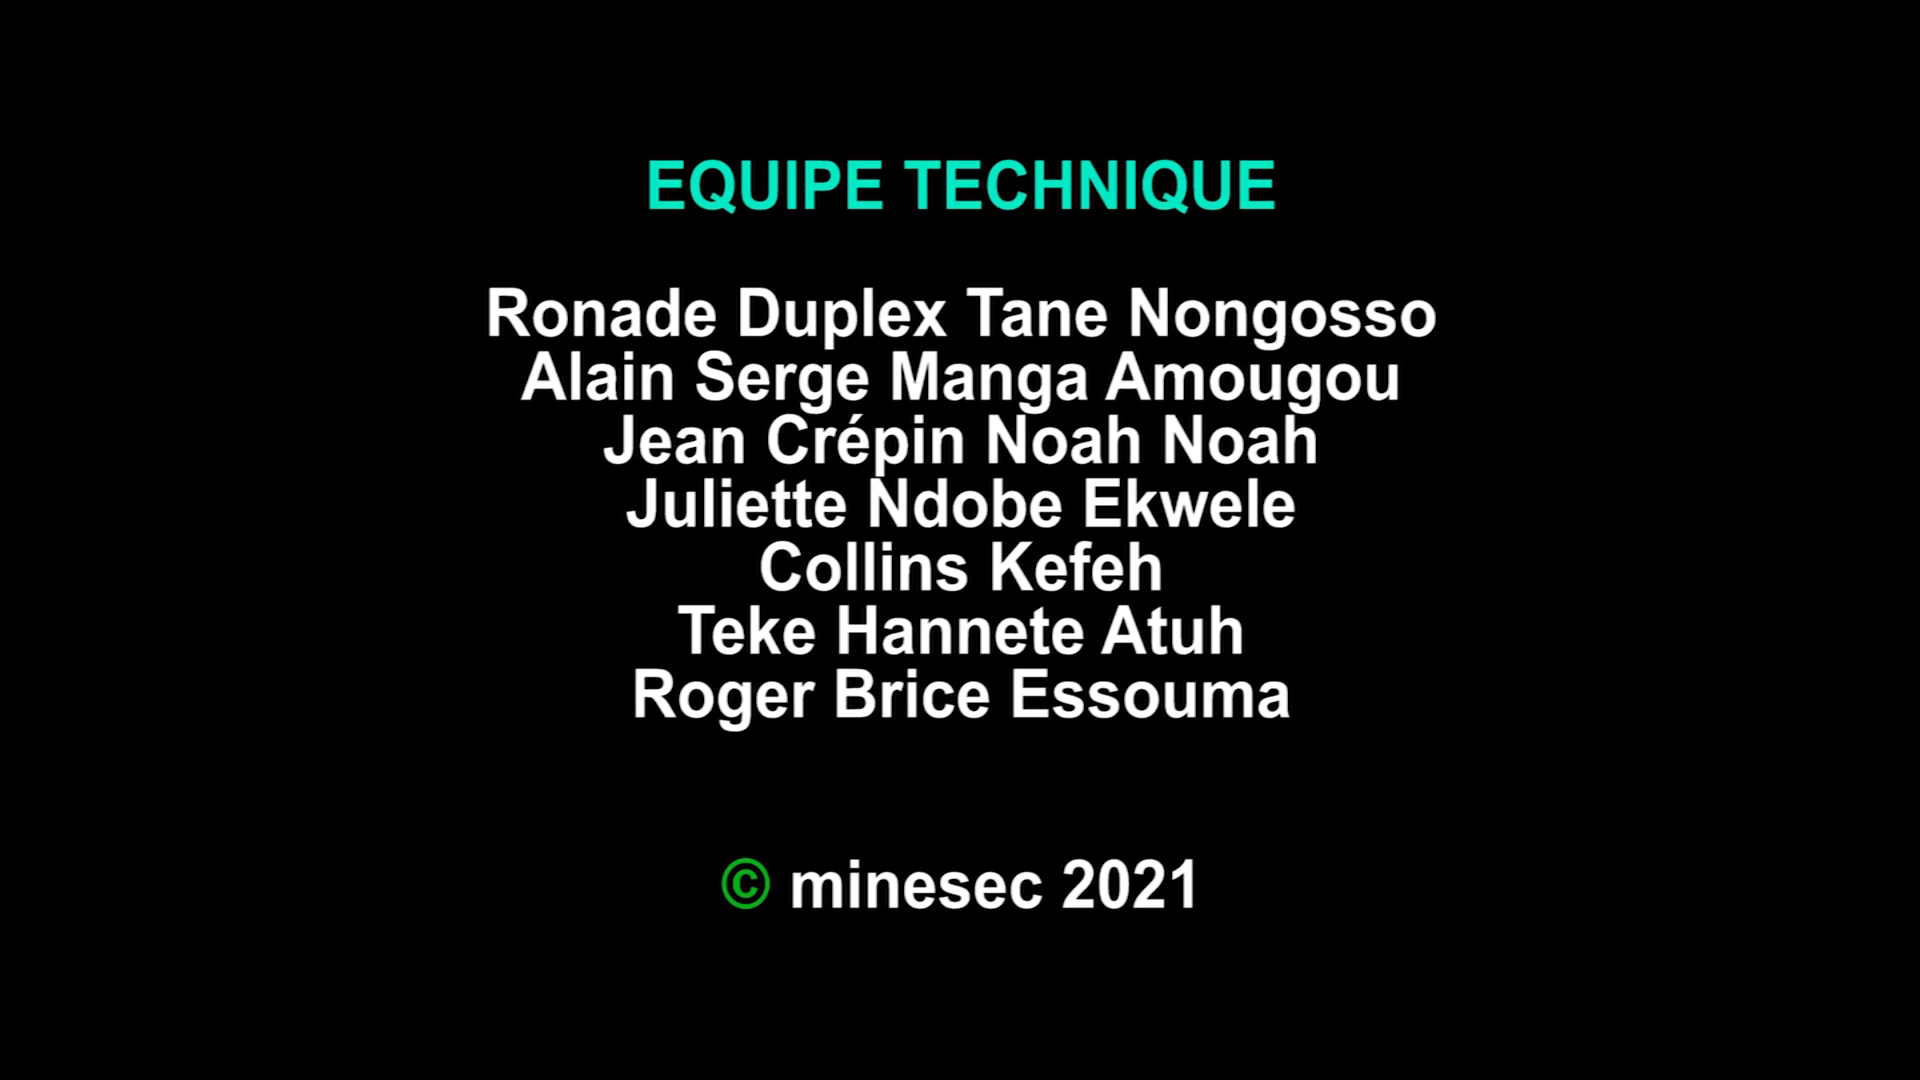 EQUIPE TECHNIQUE
Ronade Duplex Tane Nongosso
Alain Serge Manga Amougou
Jean Crépin Noah Noah
Juliette Ndobe Ekwele
Collins Kefeh
Teke Hannete Atuh
Roger Brice Essouma
© minesec 2021